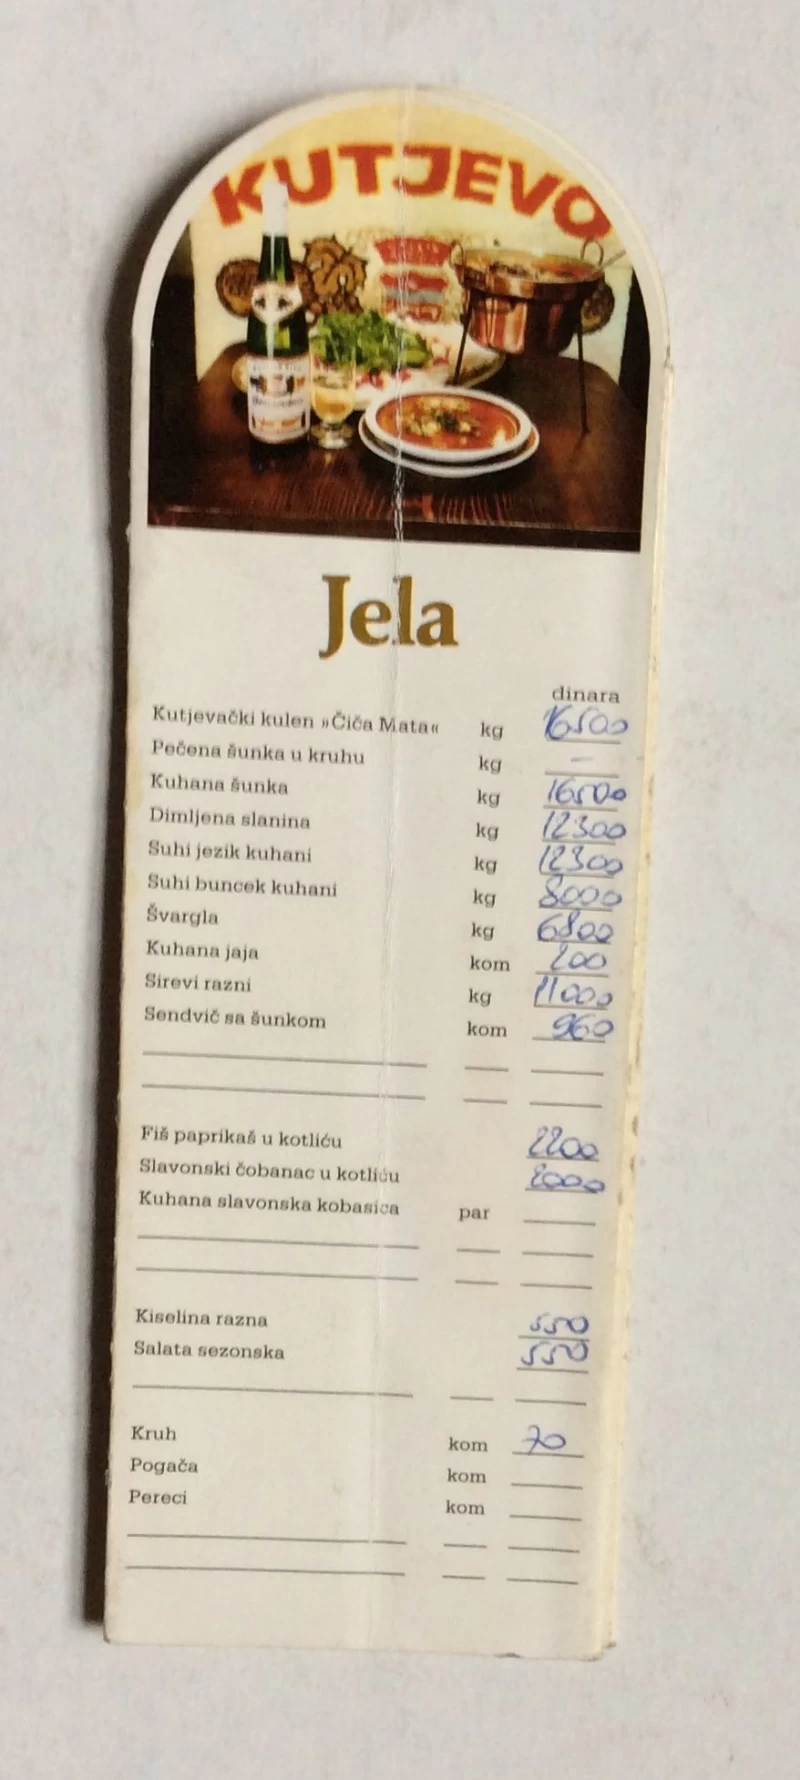 KUTJEVO
Jela
dinara
Kutjevački kulen »Čiča Mata« kg 16500
Pečena šunka u kruhu kg —
Kuhana šunka kg 16500
Dimljena slanina kg 12300
Suhi jezik kuhani kg 12300
Suhi buncek kuhani kg 8000
Švargla kg 6800
Kuhana jaja kom 200
Sirevi razni kg 11000
Sendvič sa šunkom kom 960
Fiš paprikaš u kotliću 2200
Slavonski čobanac u kotliću 2000
Kuhana slavonska kobasica par
Kiselina razna 550
Salata sezonska 550
Kruh kom 70
Pogača kom
Pereci kom